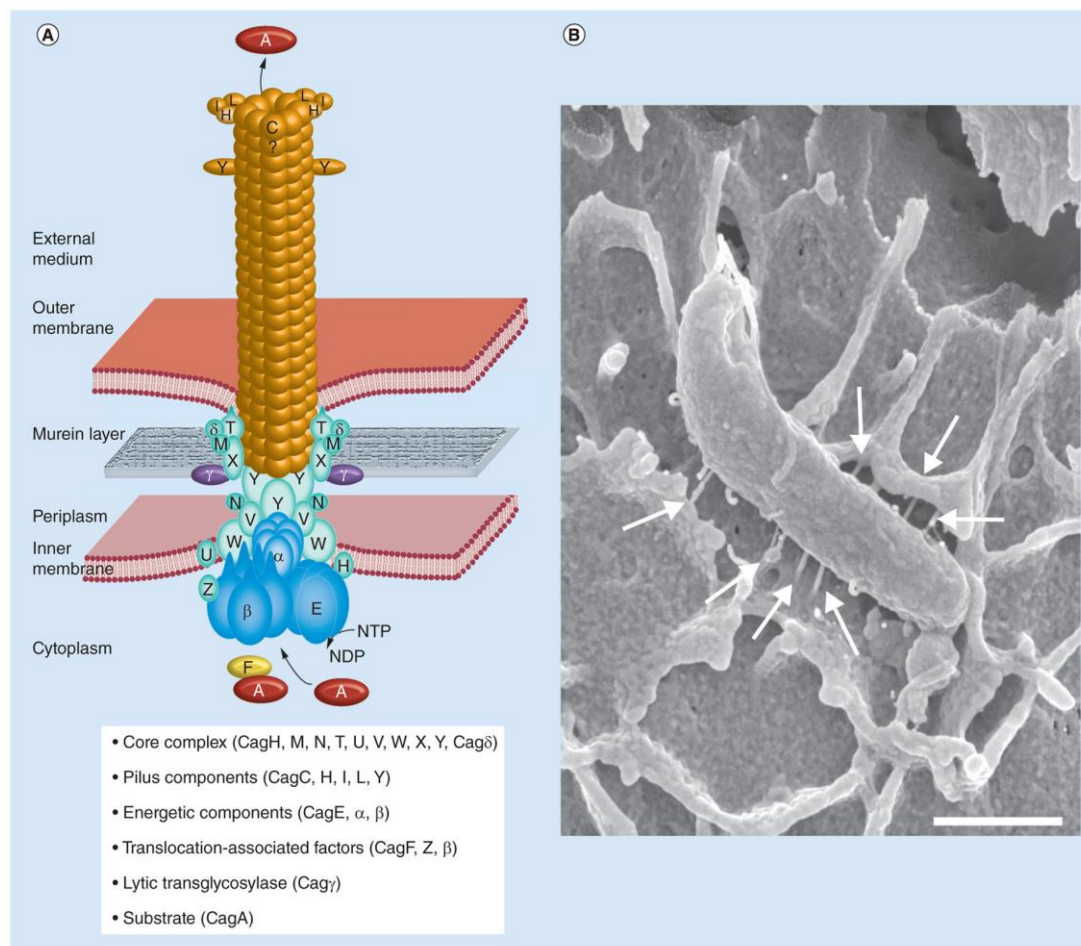 A
B
A
I L L I
H H
C
?
Y Y
External
medium
Outer
membrane
δ T T δ
Murein layer
M M
X X
γ γ
Y Y
N Y N
Periplasm
V V
Inner
membrane
W W
U α H
Z
β E
NTP
Cytoplasm
NDP
F
A A
• Core complex (CagH, M, N, T, U, V, W, X, Y, Cagδ)
• Pilus components (CagC, H, I, L, Y)
• Energetic components (CagE, α, β)
• Translocation-associated factors (CagF, Z, β)
• Lytic transglycosylase (Cagγ)
• Substrate (CagA)